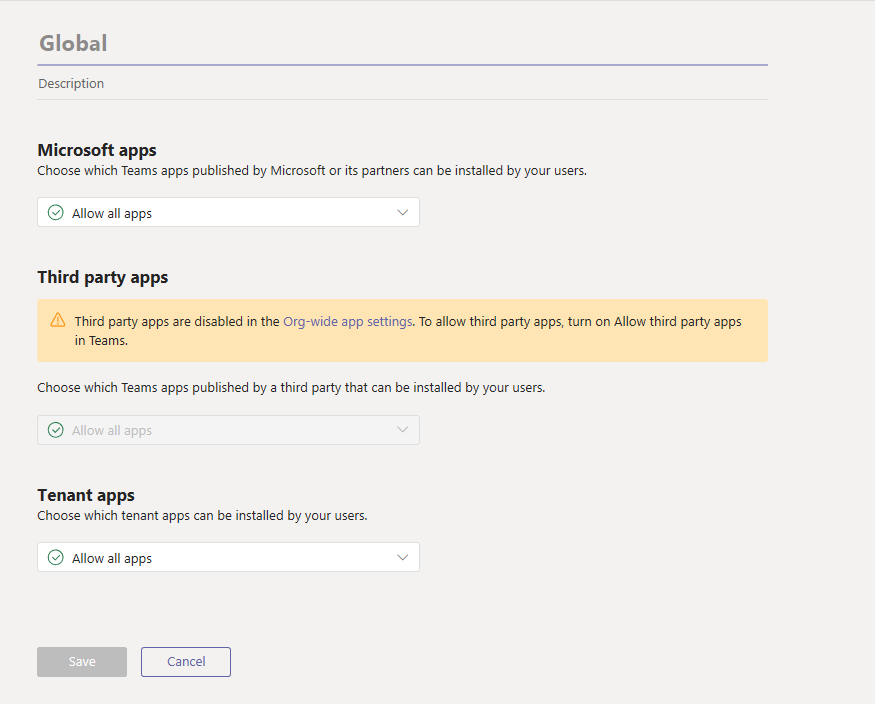 Global
Description
Microsoft apps
Choose which Teams apps published by Microsoft or its partners can be installed by your users.
Allow all apps
Third party apps
Third party apps are disabled in the Org-wide app settings. To allow third party apps, turn on Allow third party apps
in Teams.
Choose which Teams apps published by a third party that can be installed by your users.
Allow all apps
Tenant apps
Choose which tenant apps can be installed by your users.
Allow all apps
Save Cancel